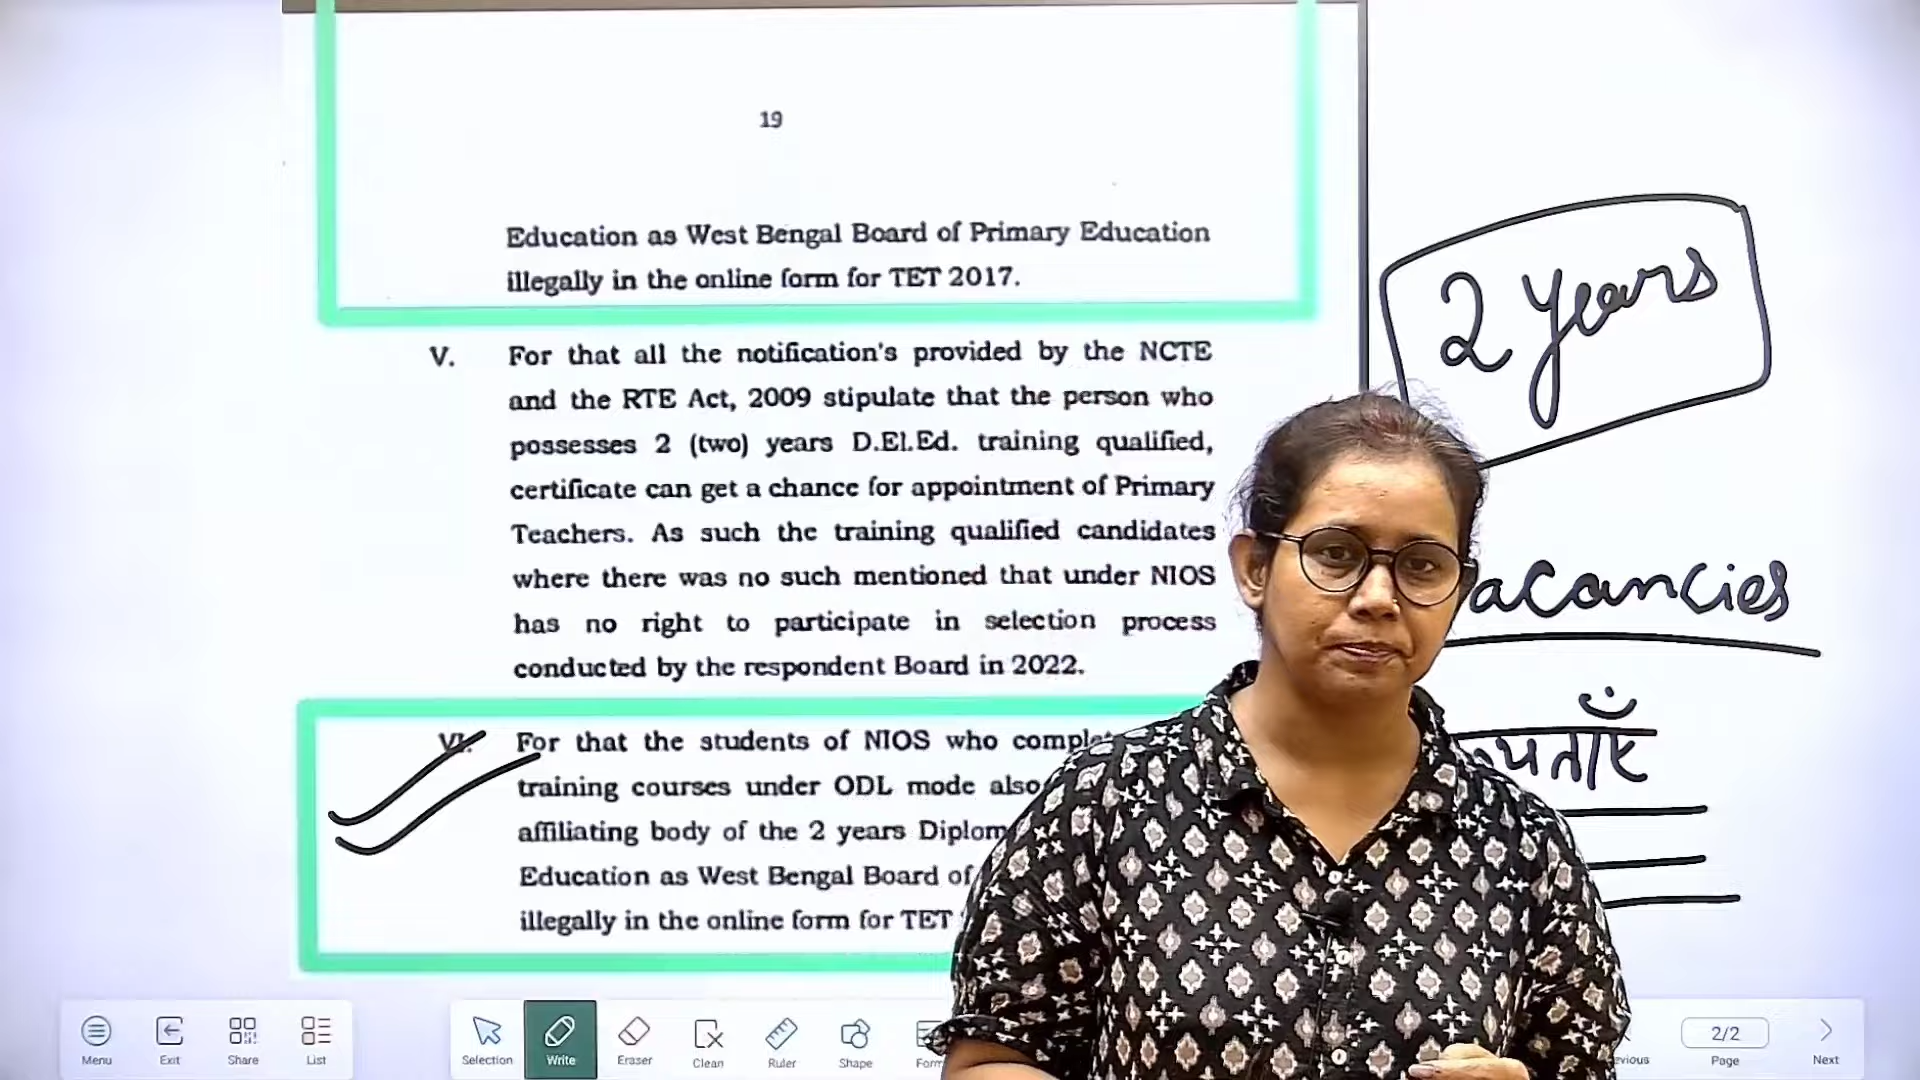 19
Education as West Bengal Board of Primary Education
illegally in the online form for TET 2017.
V. For that all the notification's provided by the NCTE
and the RTE Act, 2009 stipulate that the person who
possesses 2 (two) years D.El.Ed. training qualified,
certificate can get a chance for appointment of Primary
Teachers. As such the training qualified candidates
where there was no such mentioned that under NIOS
has no right to participate in selection process
conducted by the respondent Board in 2022.
VI. For that the students of NIOS who
training courses under ODL mode also
affiliating body of the 2 years
Education as West Bengal Board of
illegally in the online form for TET
2 Years
acancies
Menu
Exit
Share
List
Selection
Write
Eraser
Clean
Ruler
Shape
2/2
Page
Next